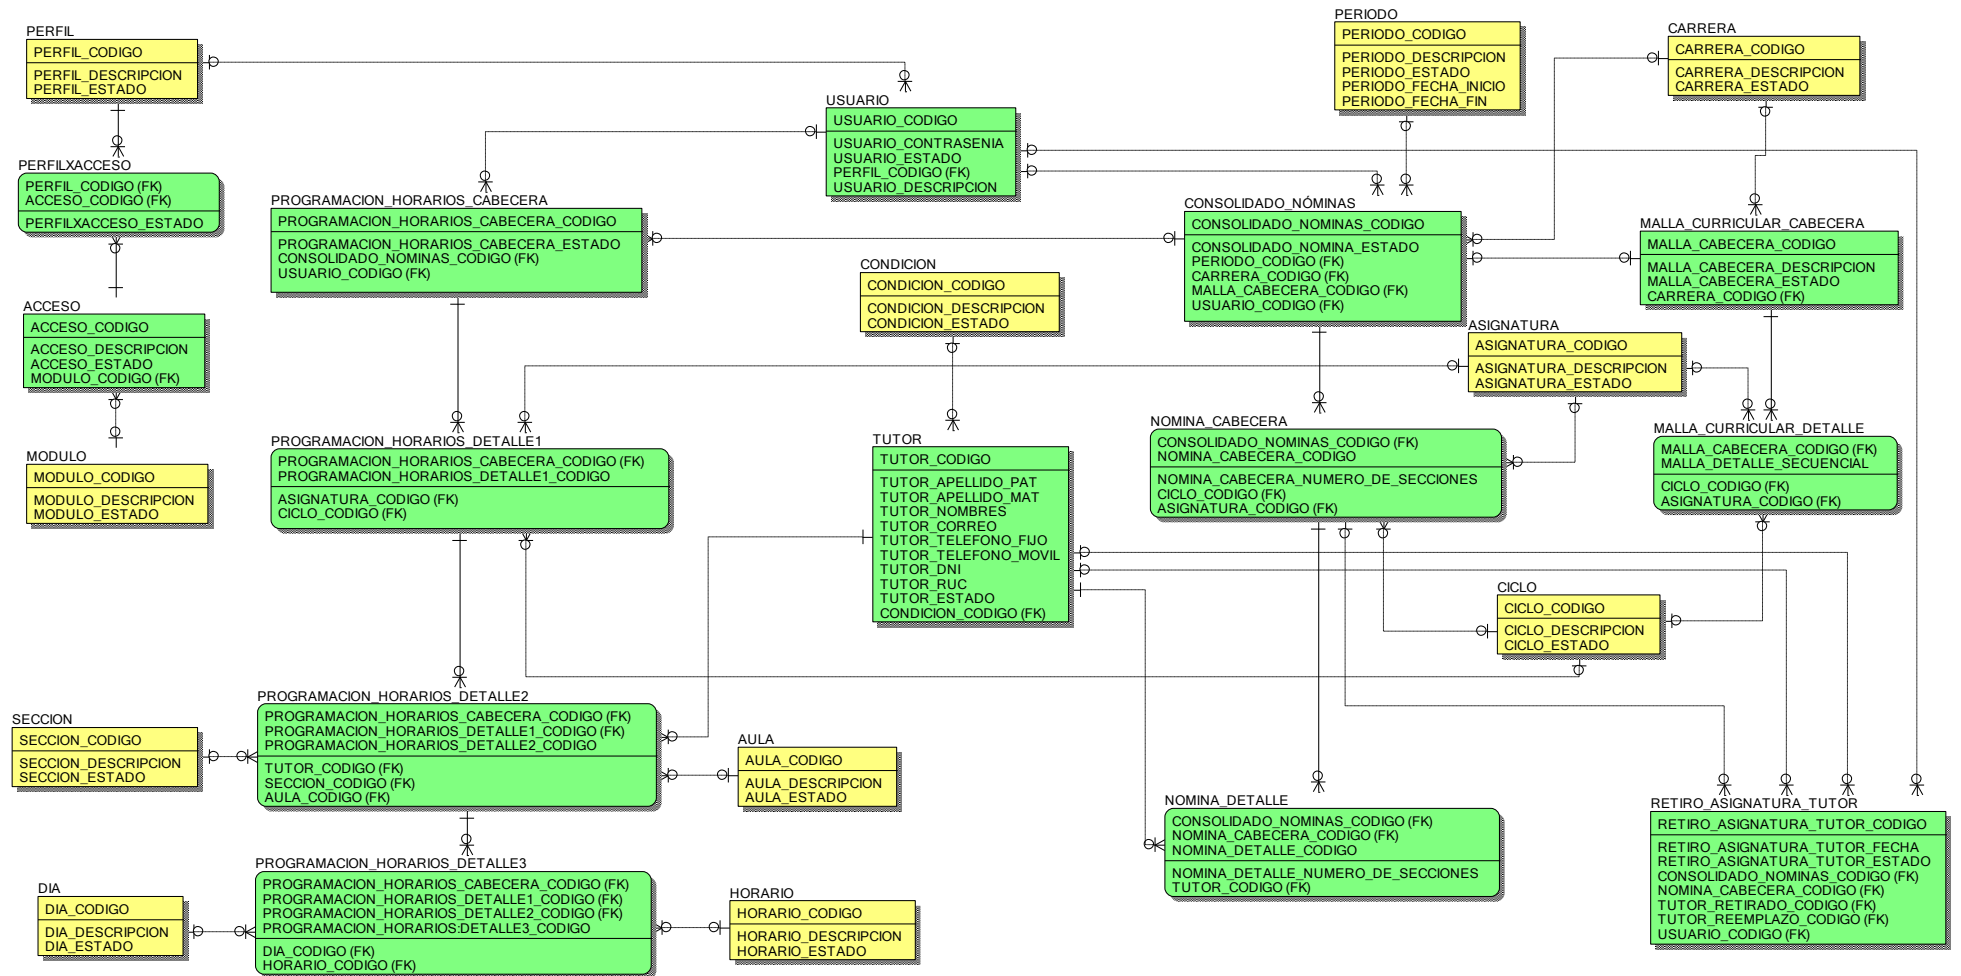 PERFIL
PERFIL_CODIGO
PERFIL_DESCRIPCION
PERFIL_ESTADO
PERFILXACCESO
PERFIL_CODIGO (FK)
ACCESO_CODIGO (FK)
PERFILXACCESO_ESTADO
ACCESO
ACCESO_CODIGO
ACCESO_DESCRIPCION
ACCESO_ESTADO
MODULO_CODIGO (FK)
MODULO
MODULO_CODIGO
MODULO_DESCRIPCION
MODULO_ESTADO
USUARIO
USUARIO_CODIGO
USUARIO_CONTRASENIA
USUARIO_ESTADO
PERFIL_CODIGO (FK)
USUARIO_DESCRIPCION
PERIODO
PERIODO_CODIGO
PERIODO_DESCRIPCION
PERIODO_ESTADO
PERIODO_FECHA_INICIO
PERIODO_FECHA_FIN
CARRERA
CARRERA_CODIGO
CARRERA_DESCRIPCION
CARRERA_ESTADO
PROGRAMACION_HORARIOS_CABECERA
PROGRAMACION_HORARIOS_CABECERA_CODIGO
PROGRAMACION_HORARIOS_CABECERA_ESTADO
CONSOLIDADO_NOMINAS_CODIGO (FK)
USUARIO_CODIGO (FK)
CONSOLIDADO_NÓMINAS
CONSOLIDADO_NOMINAS_CODIGO
CONSOLIDADO_NOMINA_ESTADO
PERIODO_CODIGO (FK)
CARRERA_CODIGO (FK)
MALLA_CABECERA_CODIGO (FK)
USUARIO_CODIGO (FK)
MALLA_CURRICULAR_CABECERA
MALLA_CABECERA_CODIGO
MALLA_CABECERA_DESCRIPCION
MALLA_CABECERA_ESTADO
CARRERA_CODIGO (FK)
CONDICION
CONDICION_CODIGO
CONDICION_DESCRIPCION
CONDICION_ESTADO
ASIGNATURA
ASIGNATURA_CODIGO
ASIGNATURA_DESCRIPCION
ASIGNATURA_ESTADO
PROGRAMACION_HORARIOS_DETALLE1
PROGRAMACION_HORARIOS_CABECERA_CODIGO (FK)
PROGRAMACION_HORARIOS_DETALLE1_CODIGO
ASIGNATURA_CODIGO (FK)
CICLO_CODIGO (FK)
TUTOR
TUTOR_CODIGO
TUTOR_APELLIDO_PAT
TUTOR_APELLIDO_MAT
TUTOR_NOMBRES
TUTOR_CORREO
TUTOR_TELEFONO_FIJO
TUTOR_TELEFONO_MOVIL
TUTOR_DNI
TUTOR_RUC
TUTOR_ESTADO
CONDICION_CODIGO (FK)
NOMINA_CABECERA
CONSOLIDADO_NOMINAS_CODIGO (FK)
NOMINA_CABECERA_CODIGO
NOMINA_CABECERA_NUMERO_DE_SECCIONES
CICLO_CODIGO (FK)
ASIGNATURA_CODIGO (FK)
MALLA_CURRICULAR_DETALLE
MALLA_CABECERA_CODIGO (FK)
MALLA_DETALLE_SECUENCIAL
CICLO_CODIGO (FK)
ASIGNATURA_CODIGO (FK)
CICLO
CICLO_CODIGO
CICLO_DESCRIPCION
CICLO_ESTADO
PROGRAMACION_HORARIOS_DETALLE2
PROGRAMACION_HORARIOS_CABECERA_CODIGO (FK)
PROGRAMACION_HORARIOS_DETALLE1_CODIGO (FK)
PROGRAMACION_HORARIOS_DETALLE2_CODIGO
TUTOR_CODIGO (FK)
SECCION_CODIGO (FK)
AULA_CODIGO (FK)
SECCION
SECCION_CODIGO
SECCION_DESCRIPCION
SECCION_ESTADO
AULA
AULA_CODIGO
AULA_DESCRIPCION
AULA_ESTADO
NOMINA_DETALLE
CONSOLIDADO_NOMINAS_CODIGO (FK)
NOMINA_CABECERA_CODIGO (FK)
NOMINA_DETALLE_CODIGO
NOMINA_DETALLE_NUMERO_DE_SECCIONES
TUTOR_CODIGO (FK)
RETIRO_ASIGNATURA_TUTOR
RETIRO_ASIGNATURA_TUTOR_CODIGO
RETIRO_ASIGNATURA_TUTOR_FECHA
RETIRO_ASIGNATURA_TUTOR_ESTADO
CONSOLIDADO_NOMINAS_CODIGO (FK)
NOMINA_CABECERA_CODIGO (FK)
TUTOR_RETIRADO_CODIGO (FK)
TUTOR_REEMPLAZO_CODIGO (FK)
USUARIO_CODIGO (FK)
PROGRAMACION_HORARIOS_DETALLE3
PROGRAMACION_HORARIOS_CABECERA_CODIGO (FK)
PROGRAMACION_HORARIOS_DETALLE1_CODIGO (FK)
PROGRAMACION_HORARIOS_DETALLE2_CODIGO (FK)
PROGRAMACION_HORARIOS:DETALLE3_CODIGO
DIA_CODIGO (FK)
HORARIO_CODIGO (FK)
DIA
DIA_CODIGO
DIA_DESCRIPCION
DIA_ESTADO
HORARIO
HORARIO_CODIGO
HORARIO_DESCRIPCION
HORARIO_ESTADO